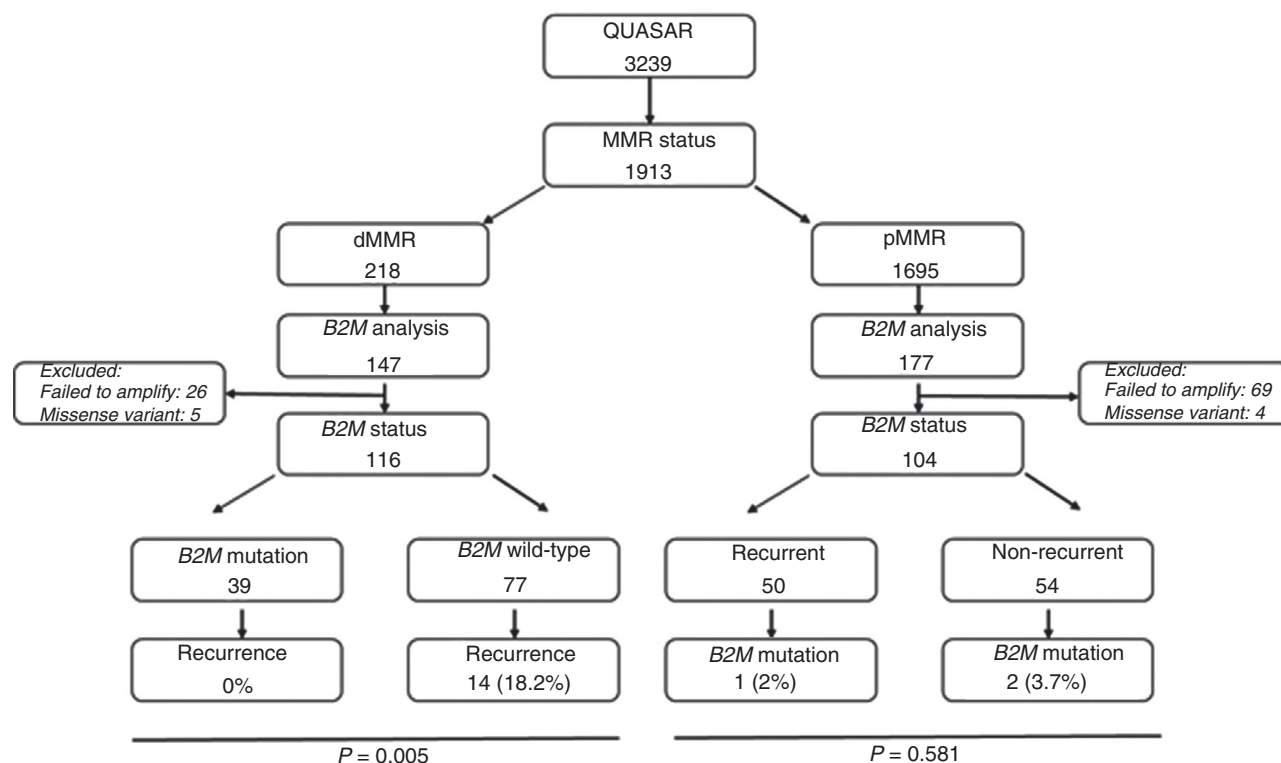 QUASAR
3239
MMR status
1913
dMMR
218
pMMR
1695
B2M analysis
147
B2M analysis
177
Excluded:
Failed to amplify: 26
Missense variant: 5
Excluded:
Failed to amplify: 69
Missense variant: 4
B2M status
116
B2M status
104
B2M mutation
39
B2M wild-type
77
Recurrent
50
Non-recurrent
54
Recurrence
0%
Recurrence
14 (18.2%)
B2M mutation
1 (2%)
B2M mutation
2 (3.7%)
P = 0.005
P = 0.581